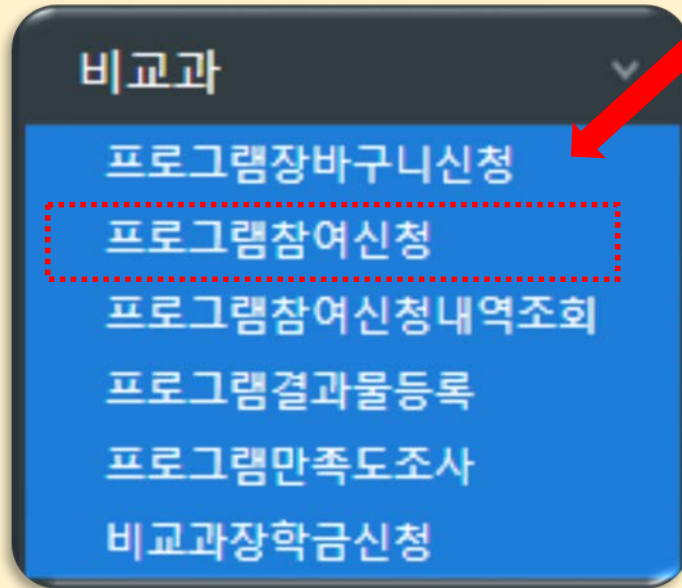 비교과
프로그램장바구니신청
프로그램참여신청
프로그램참여신청내역조회
프로그램결과물등록
프로그램만족도조사
비교과장학금신청